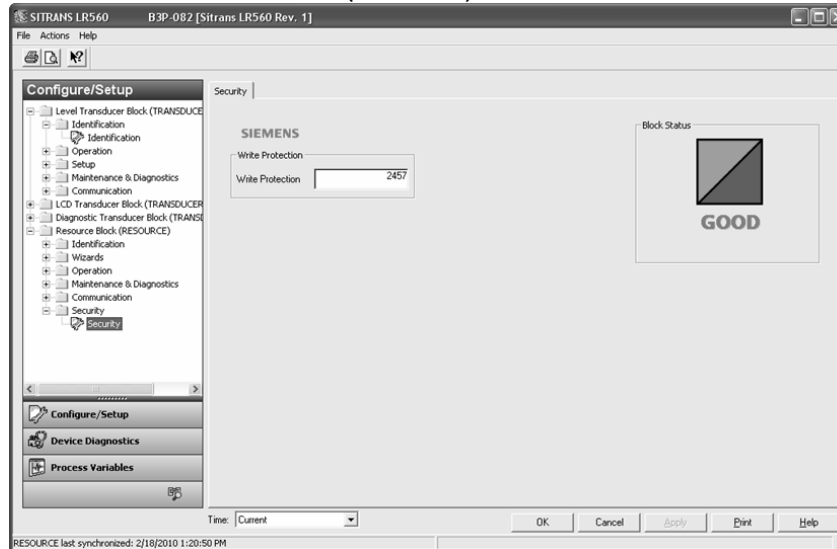 SITRANS LR560 B3P-082 [Sitrans LR560 Rev. 1]
File Actions Help
Configure/Setup
Level Transducer Block (TRANSDUCE
Identification
Identification
Operation
Setup
Maintenance & Diagnostics
Communication
LCD Transducer Block (TRANSDUCER
Diagnostic Transducer Block (TRANSD
Resource Block (RESOURCE)
Identification
Wizards
Operation
Maintenance & Diagnostics
Communication
Security
Security
Configure/Setup
Device Diagnostics
Process Variables
Security
SIEMENS
Write Protection
Write Protection 2457
Block Status
GOOD
Time: Current
OK Cancel Apply Print Help
RESOURCE last synchronized: 2/18/2010 1:20:50 PM